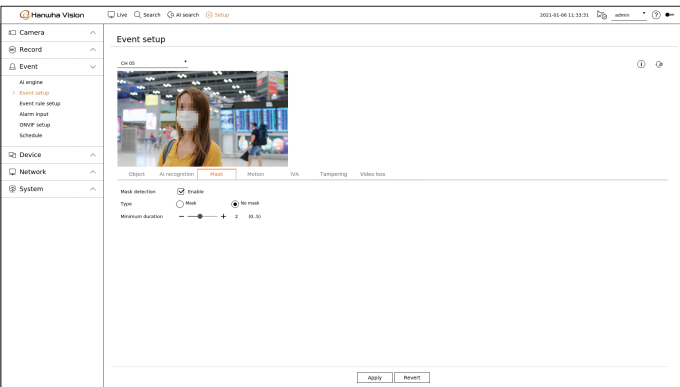 Hanwha Vision
Live Search AI search Setup
2021-01-06 11:33:31 admin
Camera
Record
Event
AI engine
Event setup
Event rule setup
Alarm input
ONVIF setup
Schedule
Device
Network
System
Event setup
CH 05
Object AI recognition Mask Motion IVA Tampering Video loss
Mask detection Enable
Type Mask No mask
Minimum duration 2 (0..5)
Apply Revert